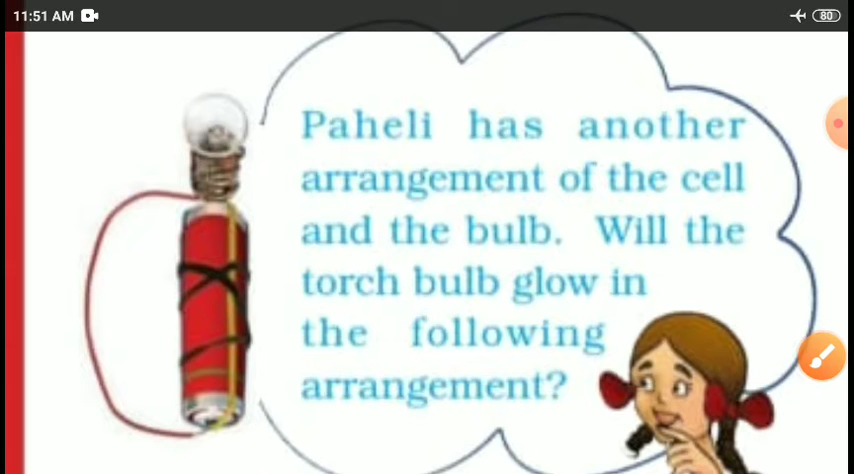 11:51 AM
80
Paheli has another
arrangement of the cell
and the bulb. Will the
torch bulb glow in
the following
arrangement?